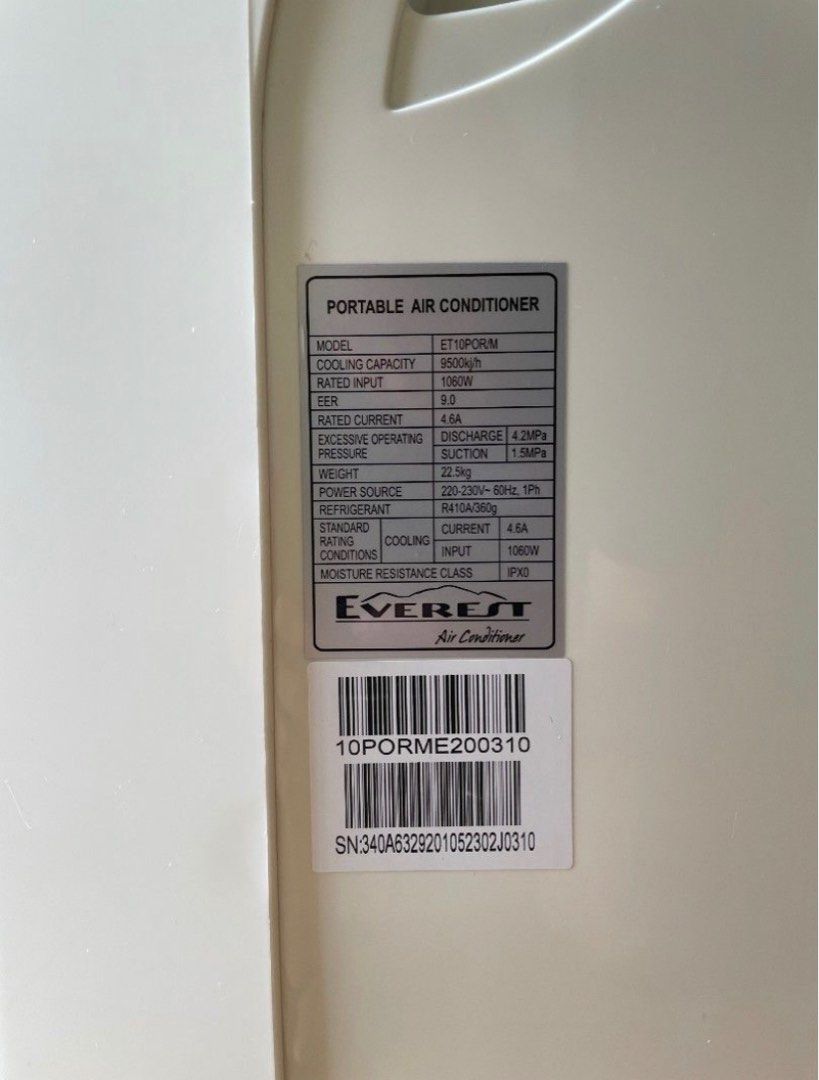 PORTABLE AIR CONDITIONER
MODEL ET10POR/M
COOLING CAPACITY 9500kj/h
RATED INPUT 1060W
EER 9.0
RATED CURRENT 4.6A
EXCESSIVE OPERATING PRESSURE DISCHARGE 4.2MPa
SUCTION 1.5MPa
WEIGHT 22.5kg
POWER SOURCE 220-230V~ 60Hz, 1Ph
REFRIGERANT R410A/360g
STANDARD RATING CONDITIONS COOLING CURRENT 4.6A
INPUT 1060W
MOISTURE RESISTANCE CLASS IPX0
EVEREST
Air Conditioner
10PORME200310
SN:340A6329201052302J0310